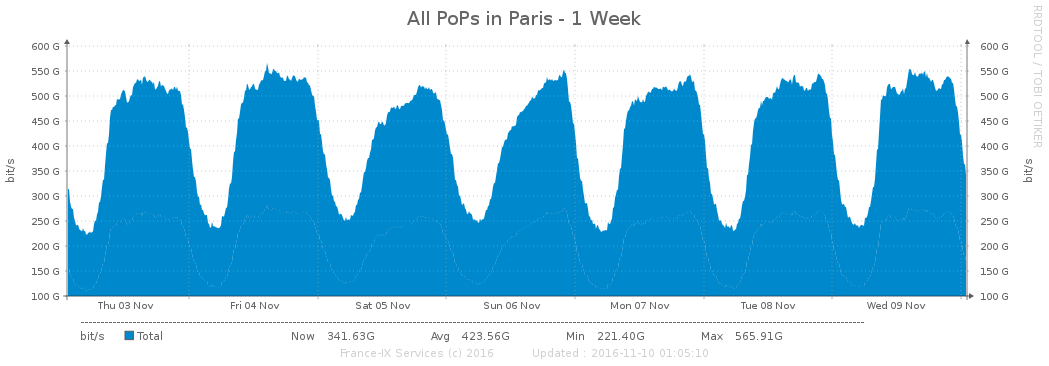 All PoPs in Paris - 1 Week
RRDTOOL / TOBI OETIKER
600 G 600 G
550 G 550 G
500 G 500 G
450 G 450 G
400 G 400 G
350 G 350 G
300 G 300 G
250 G 250 G
200 G 200 G
150 G 150 G
100 G 100 G
bit/s
bit/s
Thu 03 Nov Fri 04 Nov Sat 05 Nov Sun 06 Nov Mon 07 Nov Tue 08 Nov Wed 09 Nov
bit/s Total Now 341.63G Avg 423.56G Min 221.40G Max 565.91G
France-IX Services (c) 2016 Updated : 2016-11-10 01:05:10